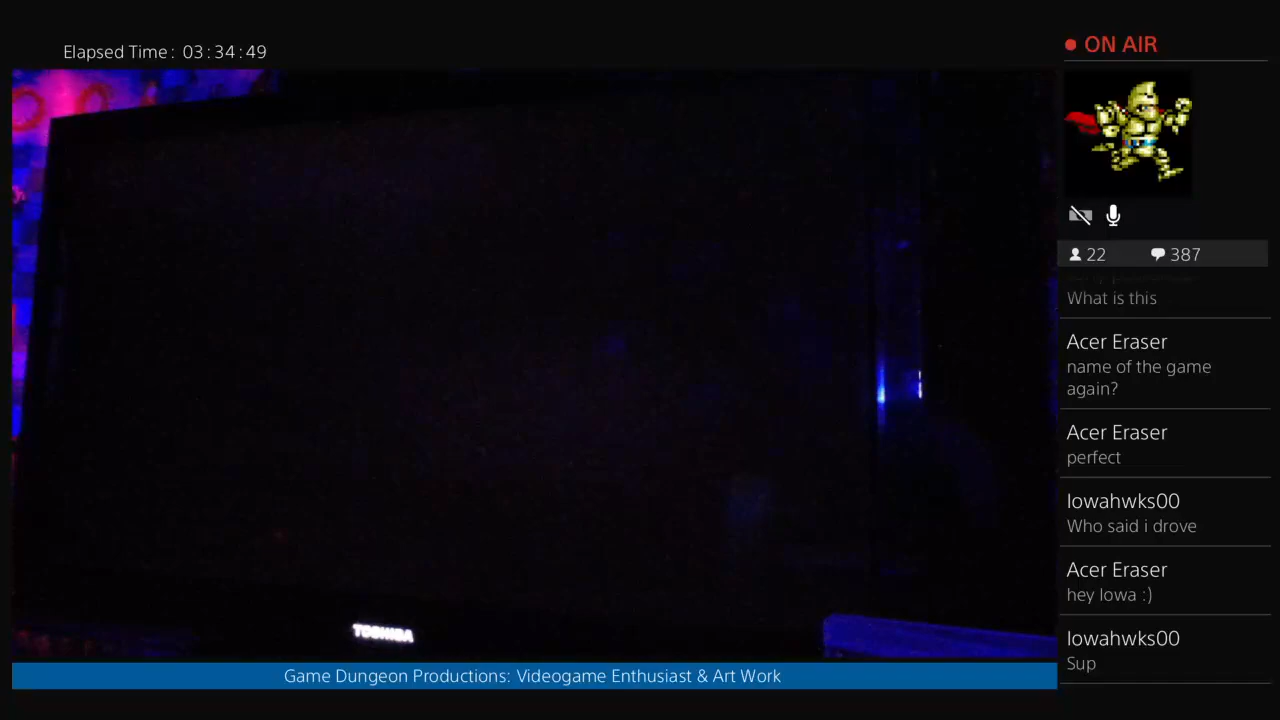 Elapsed Time: 03:34:49
ON AIR
22 387
What is this
Acer Eraser
name of the game
again?
Acer Eraser
perfect
Iowahwks00
Who said i drove
Acer Eraser
hey Iowa :)
Iowahwks00
Sup
TOSHIBA
Game Dungeon Productions: Videogame Enthusiast & Art Work